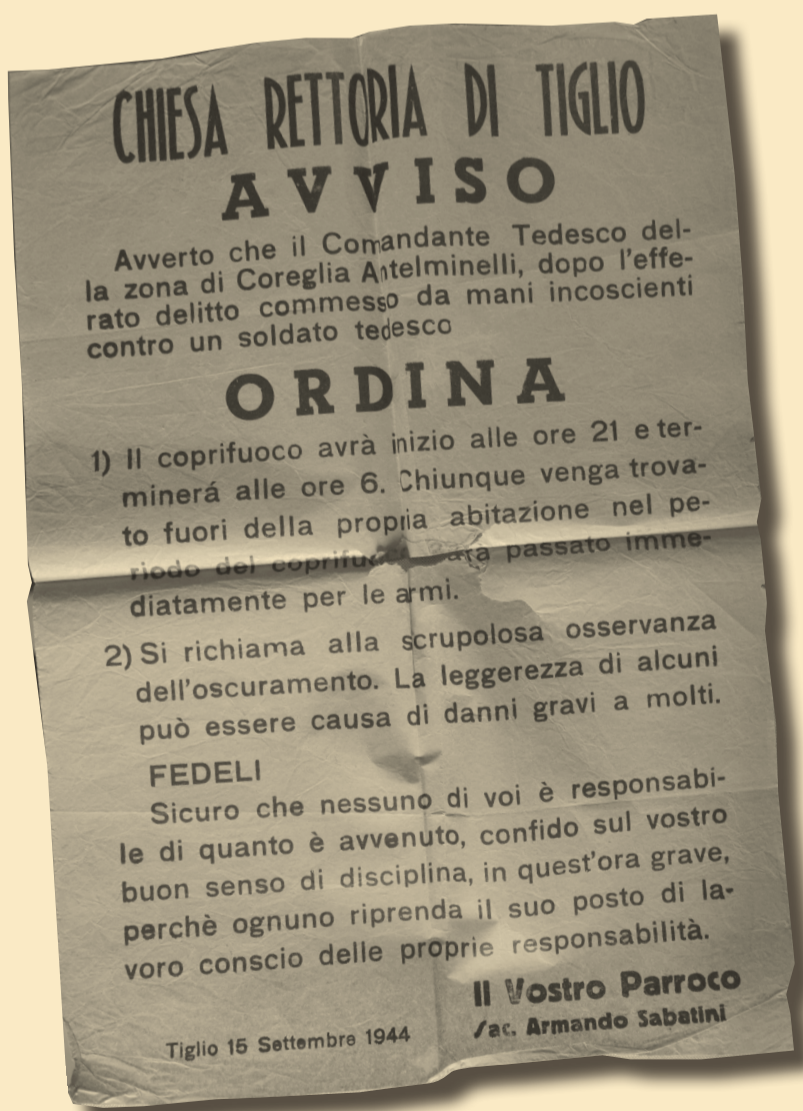 CHIESA RETTORIA DI TIGLIO
AVVISO
Avverto che il Comandante Tedesco del-
la zona di Coreglia Antelminelli, dopo l'effe-
rato delitto commesso da mani incoscienti
contro un soldato tedesco
ORDINA
1) Il coprifuoco avrà inizio alle ore 21 e ter-
minerá alle ore 6. Chiunque venga trova-
to fuori della propria abitazione nel pe-
riodo del coprifuoco sarà passato imme-
diatamente per le armi.
2) Si richiama alla scrupolosa osservanza
dell'oscuramento. La leggerezza di alcuni
può essere causa di danni gravi a molti.
FEDELI
Sicuro che nessuno di voi è responsabi-
le di quanto è avvenuto, confido sul vostro
buon senso di disciplina, in quest'ora grave,
perchè ognuno riprenda il suo posto di la-
voro conscio delle proprie responsabilità.
Il Vostro Parroco
Sac. Armando Sabatini
Tiglio 15 Settembre 1944